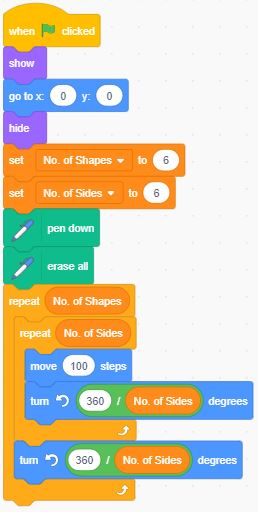 when clicked
show
go to x: 0 y: 0
hide
set No. of Shapes to 6
set No. of Sides to 6
pen down
erase all
repeat No. of Shapes
repeat No. of Sides
move 100 steps
turn 360 / No. of Sides degrees
turn 360 / No. of Sides degrees